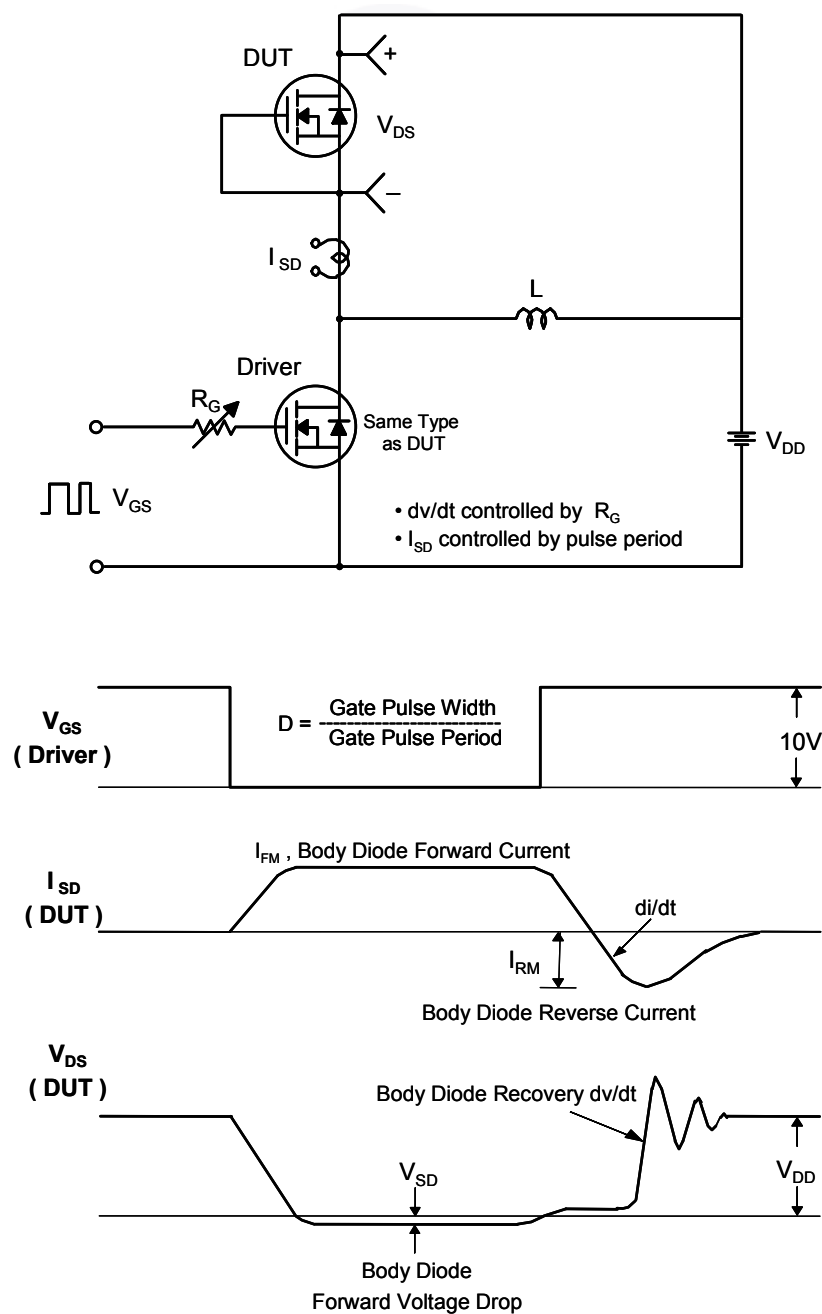 DUT
+
V_DS
–
I_SD
L
Driver
R_G
Same Type
as DUT
V_DD
V_GS
• dv/dt controlled by R_G
• I_SD controlled by pulse period
V_GS
( Driver )
D = Gate Pulse Width
Gate Pulse Period
10V
I_FM , Body Diode Forward Current
I_SD
( DUT )
di/dt
I_RM
Body Diode Reverse Current
V_DS
( DUT )
Body Diode Recovery dv/dt
V_SD
V_DD
Body Diode
Forward Voltage Drop